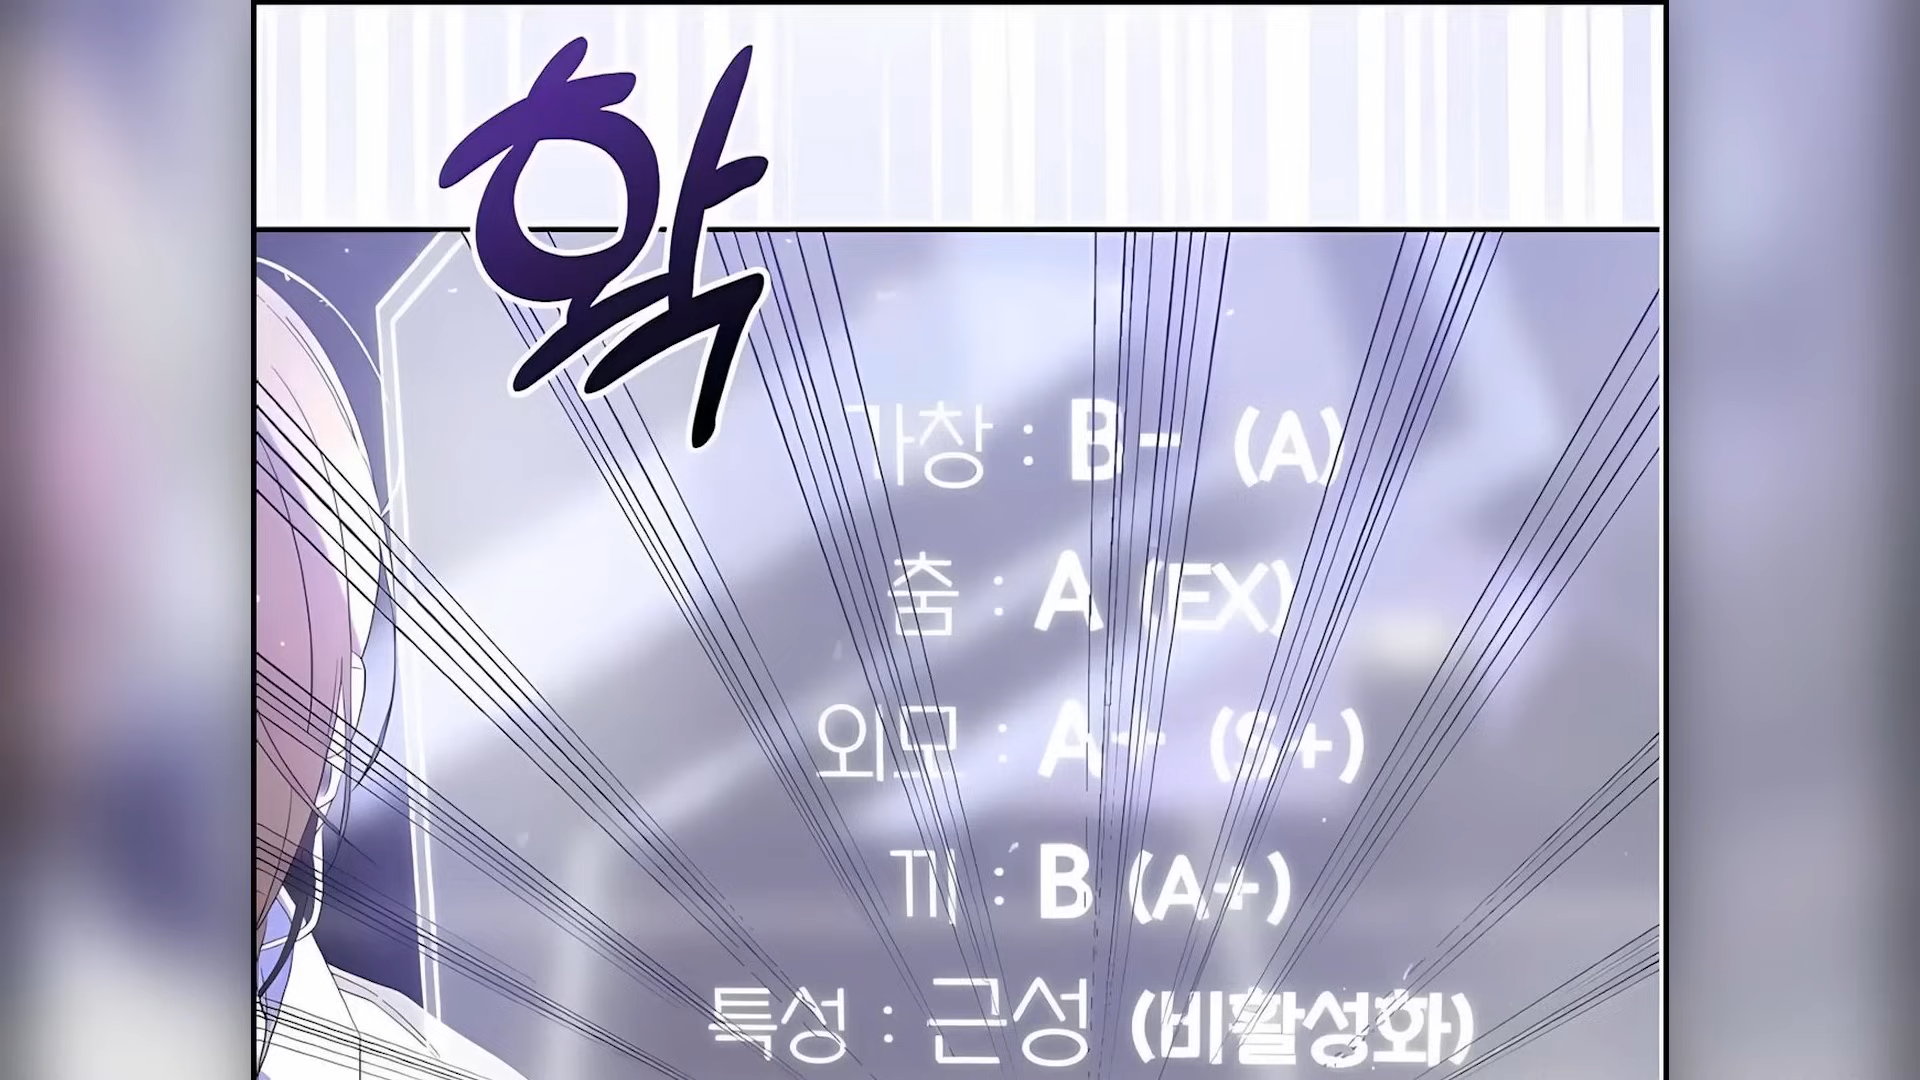 확
가창 : B- (A)
춤 : A (EX)
외모 : A- (S+)
끼 : B (A+)
특성 : 근성 (비활성화)